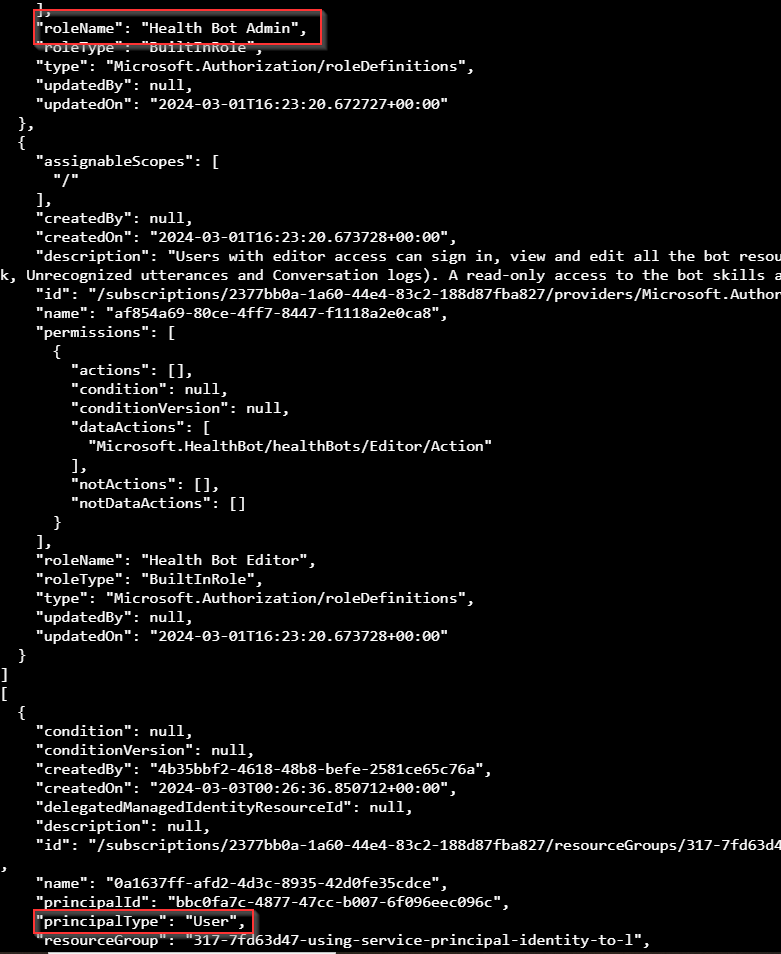 ],
"roleName": "Health Bot Admin",
"roleType": "BuiltInRole",
"type": "Microsoft.Authorization/roleDefinitions",
"updatedBy": null,
"updatedOn": "2024-03-01T16:23:20.672727+00:00"
},
{
"assignableScopes": [
"/"
],
"createdBy": null,
"createdOn": "2024-03-01T16:23:20.673728+00:00",
"description": "Users with editor access can sign in, view and edit all the bot resou
k, Unrecognized utterances and Conversation logs). A read-only access to the bot skills a
"id": "/subscriptions/2377bb0a-1a60-44e4-83c2-188d87fba827/providers/Microsoft.Author
"name": "af854a69-80ce-4ff7-8447-f1118a2e0ca8",
"permissions": [
{
"actions": [],
"condition": null,
"conditionVersion": null,
"dataActions": [
"Microsoft.HealthBot/healthBots/Editor/Action"
],
"notActions": [],
"notDataActions": []
}
],
"roleName": "Health Bot Editor",
"roleType": "BuiltInRole",
"type": "Microsoft.Authorization/roleDefinitions",
"updatedBy": null,
"updatedOn": "2024-03-01T16:23:20.673728+00:00"
}
]
[
{
"condition": null,
"conditionVersion": null,
"createdBy": "4b35bbf2-4618-48b8-befe-2581ce65c76a",
"createdOn": "2024-03-03T00:26:36.850712+00:00",
"delegatedManagedIdentityResourceId": null,
"description": null,
"id": "/subscriptions/2377bb0a-1a60-44e4-83c2-188d87fba827/resourceGroups/317-7fd63d4
,
"name": "0a1637ff-afd2-4d3c-8935-42d0fe35cdce",
"principalId": "bbc0fa7c-4877-47cc-b007-6f096eec096c",
"principalType": "User",
"resourceGroup": "317-7fd63d47-using-service-principal-identity-to-l",